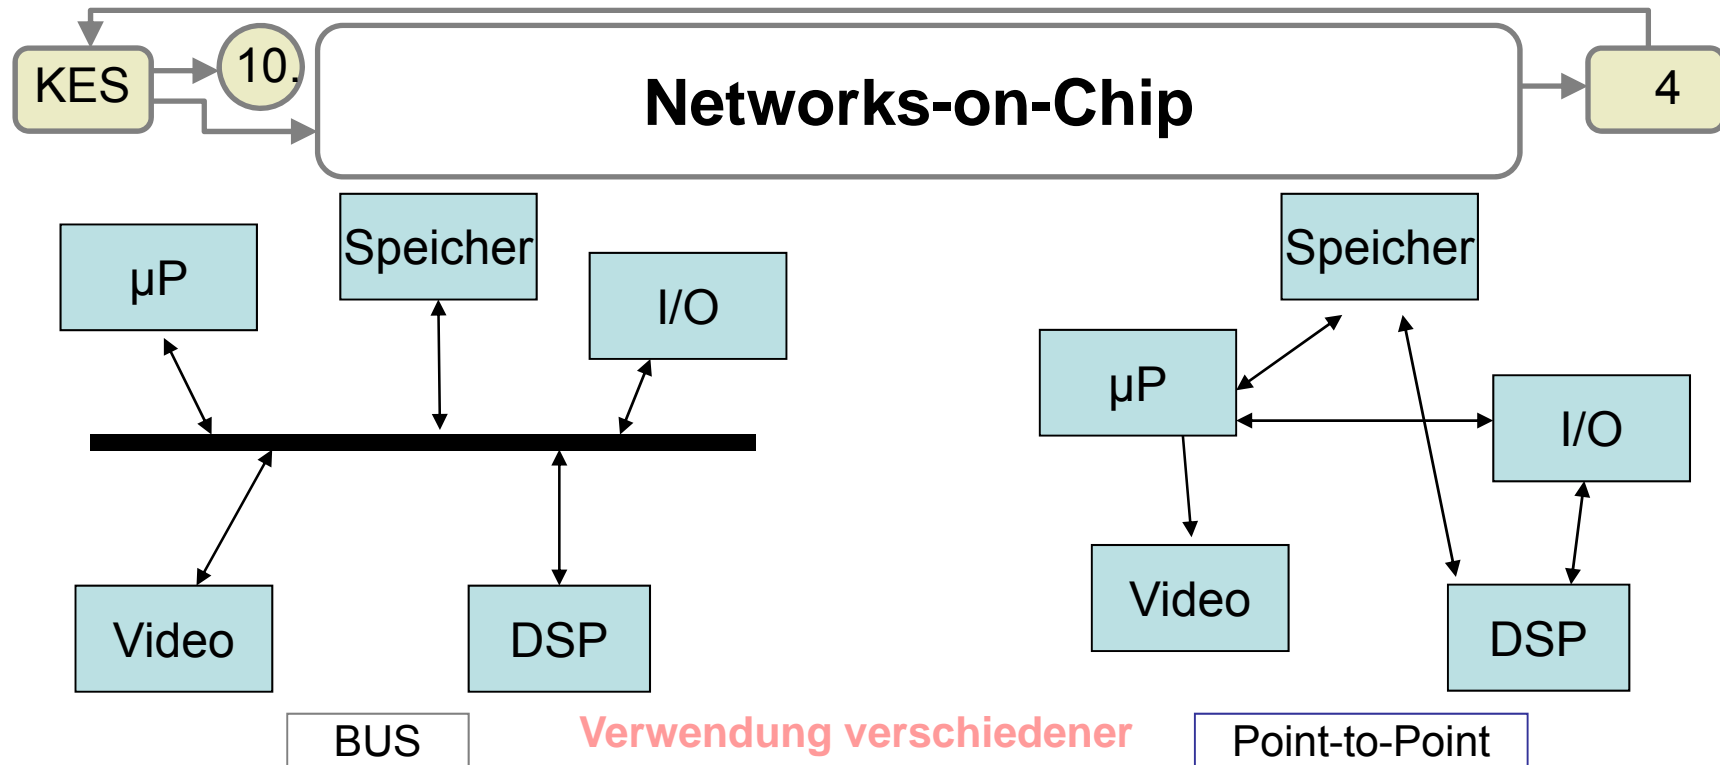 KES
10.
Networks-on-Chip
4
µP
Speicher
I/O
Video
DSP
BUS
Speicher
µP
I/O
Video
DSP
Point-to-Point
Verwendung verschiedener